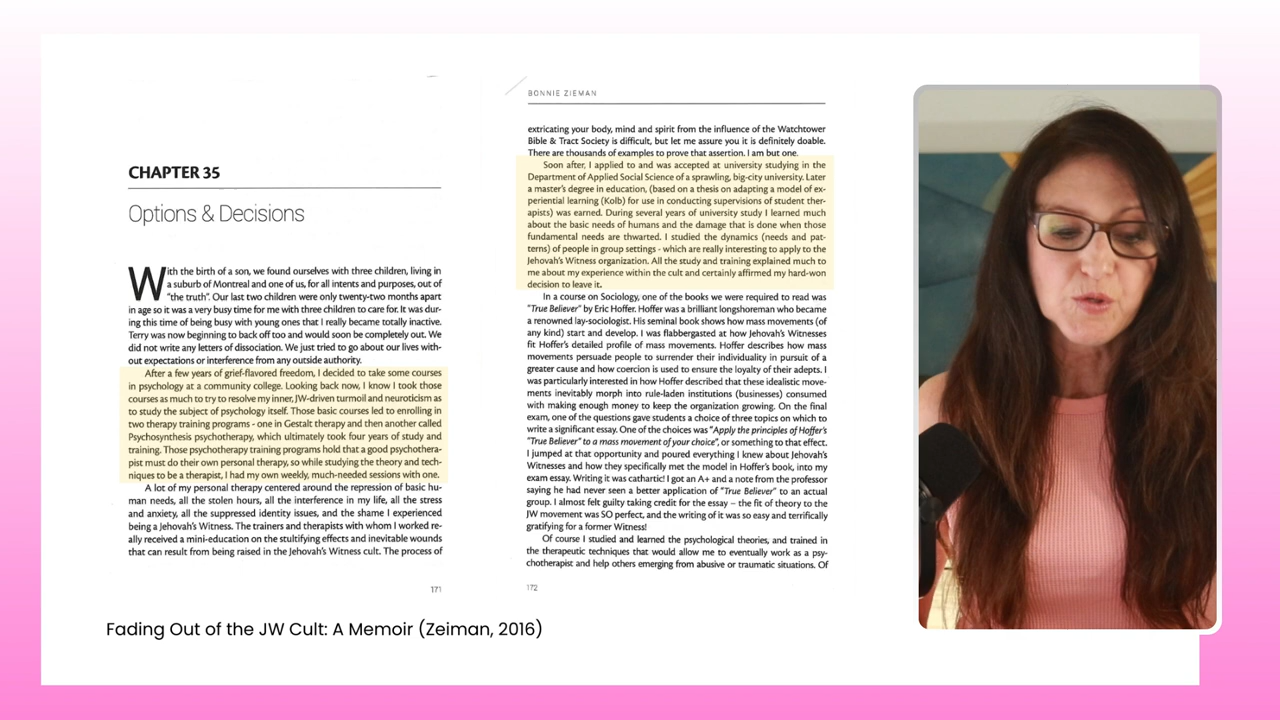 CHAPTER 35
Options & Decisions
With the birth of a son, we found ourselves with three children, living in
a suburb of Montreal and one of us, for all intents and purposes, out of
"the truth". Our last two children were only twenty-two months apart
in age so it was a very busy time for me with three children to care for. It was dur-
ing this time of being busy with young ones that I really became totally inactive.
Terry was now beginning to back off too and would soon be completely out. We
did not write any letters of dissociation. We just tried to go about our lives with-
out expectations or interference from any outside authority.
After a few years of grief-flavored freedom, I decided to take some courses
in psychology at a community college. Looking back now, I know I took those
courses as much to try to resolve my inner, JW-driven turmoil and neuroticism as
to study the subject of psychology itself. Those basic courses led to enrolling in
two therapy training programs - one in Gestalt therapy and then another called
Psychosynthesis psychotherapy, which ultimately took four years of study and
training. Those psychotherapy training programs hold that a good psychothera-
pist must do their own personal therapy, so while studying the theory and tech-
niques to be a therapist, I had my own weekly, much-needed sessions with one.
A lot of my personal therapy centered around the repression of basic hu-
man needs, all the stolen hours, all the interference in my life, all the stress
and anxiety, all the suppressed identity issues, and the shame I experienced
being a Jehovah's Witness. The trainers and therapists with whom I worked re-
ally received a mini-education on the stultifying effects and inevitable wounds
that can result from being raised in the Jehovah's Witness cult. The process of
171
BONNIE ZIEMAN
extricating your body, mind and spirit from the influence of the Watchtower
Bible & Tract Society is difficult, but let me assure you it is definitely doable.
There are thousands of examples to prove that assertion. I am but one.
Soon after, I applied to and was accepted at university studying in the
Department of Applied Social Science of a sprawling, big-city university. Later
a master's degree in education, (based on a thesis on adapting a model of ex-
periential learning (Kolb) for use in conducting supervisions of student ther-
apists) was earned. During several years of university study I learned much
about the basic needs of humans and the damage that is done when those
fundamental needs are thwarted. I studied the dynamics (needs and pat-
terns) of people in group settings - which are really interesting to apply to the
Jehovah's Witness organization. All the study and training explained much to
me about my experience within the cult and certainly affirmed my hard-won
decision to leave it.
In a course on Sociology, one of the books we were required to read was
"True Believer" by Eric Hoffer. Hoffer was a brilliant longshoreman who became
a renowned lay-sociologist. His seminal book shows how mass movements (of
any kind) start and develop. I was flabbergasted at how Jehovah's Witnesses
fit Hoffer's detailed profile of mass movements. Hoffer describes how mass
movements persuade people to surrender their individuality in pursuit of a
greater cause and how coercion is used to ensure the loyalty of their adepts. I
was particularly interested in how Hoffer described that these idealistic move-
ments inevitably morph into rule-laden institutions (businesses) consumed
with making enough money to keep the organization growing. On the final
exam, one of the questions gave students a choice of three topics on which to
write a significant essay. One of the choices was "Apply the principles of Hoffer's
"True Believer" to a mass movement of your choice", or something to that effect.
I jumped at that opportunity and poured everything I knew about Jehovah's
Witnesses and how they specifically met the model in Hoffer's book, into my
exam essay. Writing it was cathartic! I got an A+ and a note from the professor
saying he had never seen a better application of "True Believer" to an actual
group. I almost felt guilty taking credit for the essay – the fit of theory to the
JW movement was SO perfect, and the writing of it was so easy and terrifically
gratifying for a former Witness!
Of course I studied and learned the psychological theories, and trained in
the therapeutic techniques that would allow me to eventually work as a psy-
chotherapist and help others emerging from abusive or traumatic situations. Of
172
Fading Out of the JW Cult: A Memoir (Zeiman, 2016)